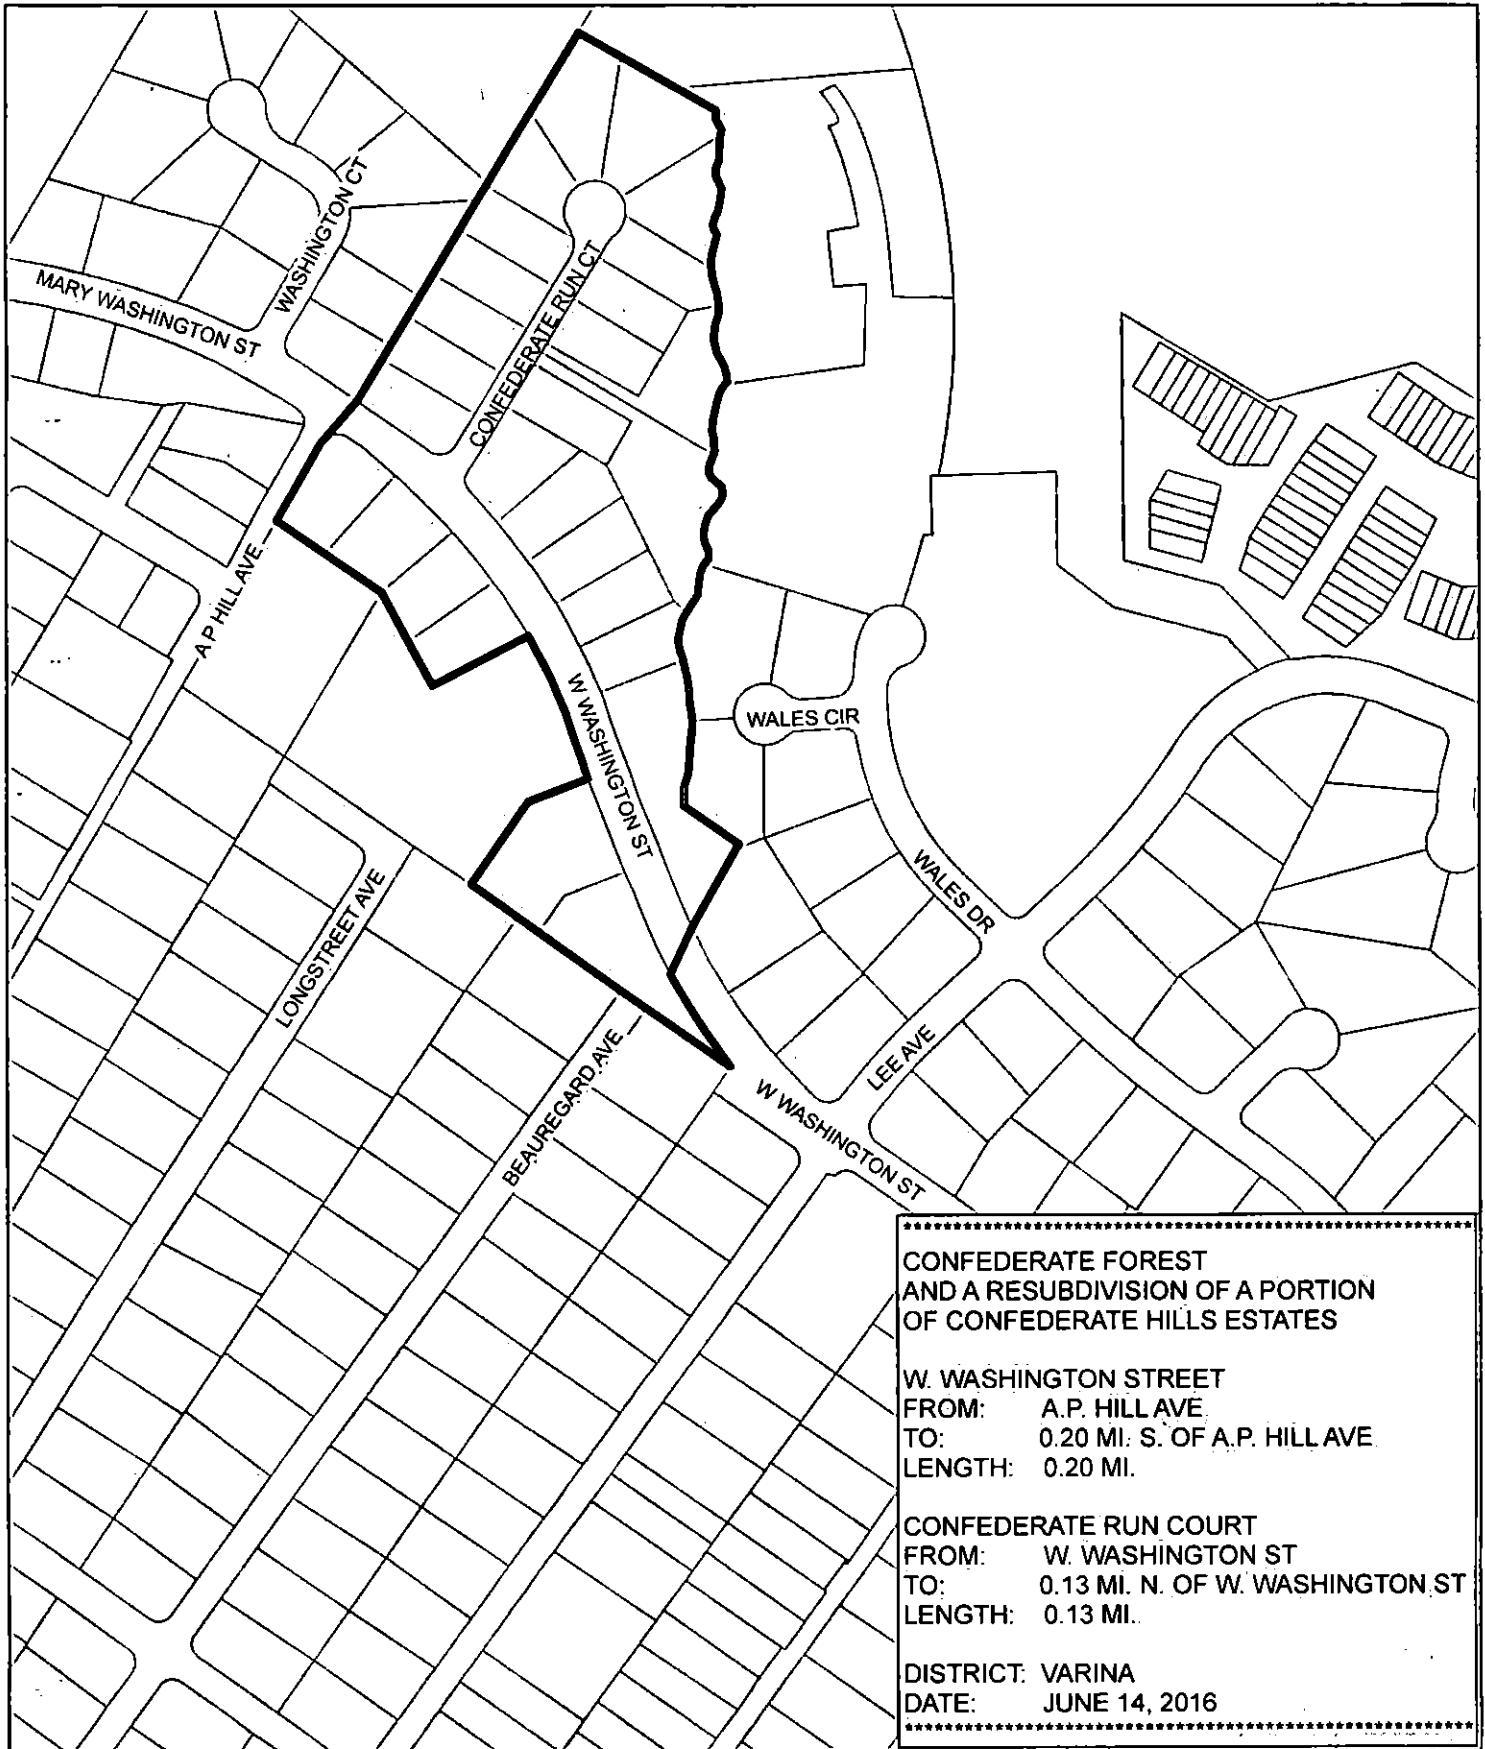 WASHINGTON CT
MARY WASHINGTON ST
CONFEDERATE RUN CT
A P HILL AVE
W WASHINGTON ST
WALES CIR
WALES DR
LONGSTREET AVE
LEE AVE
BEAUREGARD AVE
W WASHINGTON ST
CONFEDERATE FOREST
AND A RESUBDIVISION OF A PORTION
OF CONFEDERATE HILLS ESTATES
W. WASHINGTON STREET
FROM: A.P. HILL AVE
TO: 0.20 MI. S. OF A.P. HILL AVE
LENGTH: 0.20 MI.
CONFEDERATE RUN COURT
FROM: W. WASHINGTON ST
TO: 0.13 MI. N. OF W. WASHINGTON ST
LENGTH: 0.13 MI.
DISTRICT: VARINA
DATE: JUNE 14, 2016